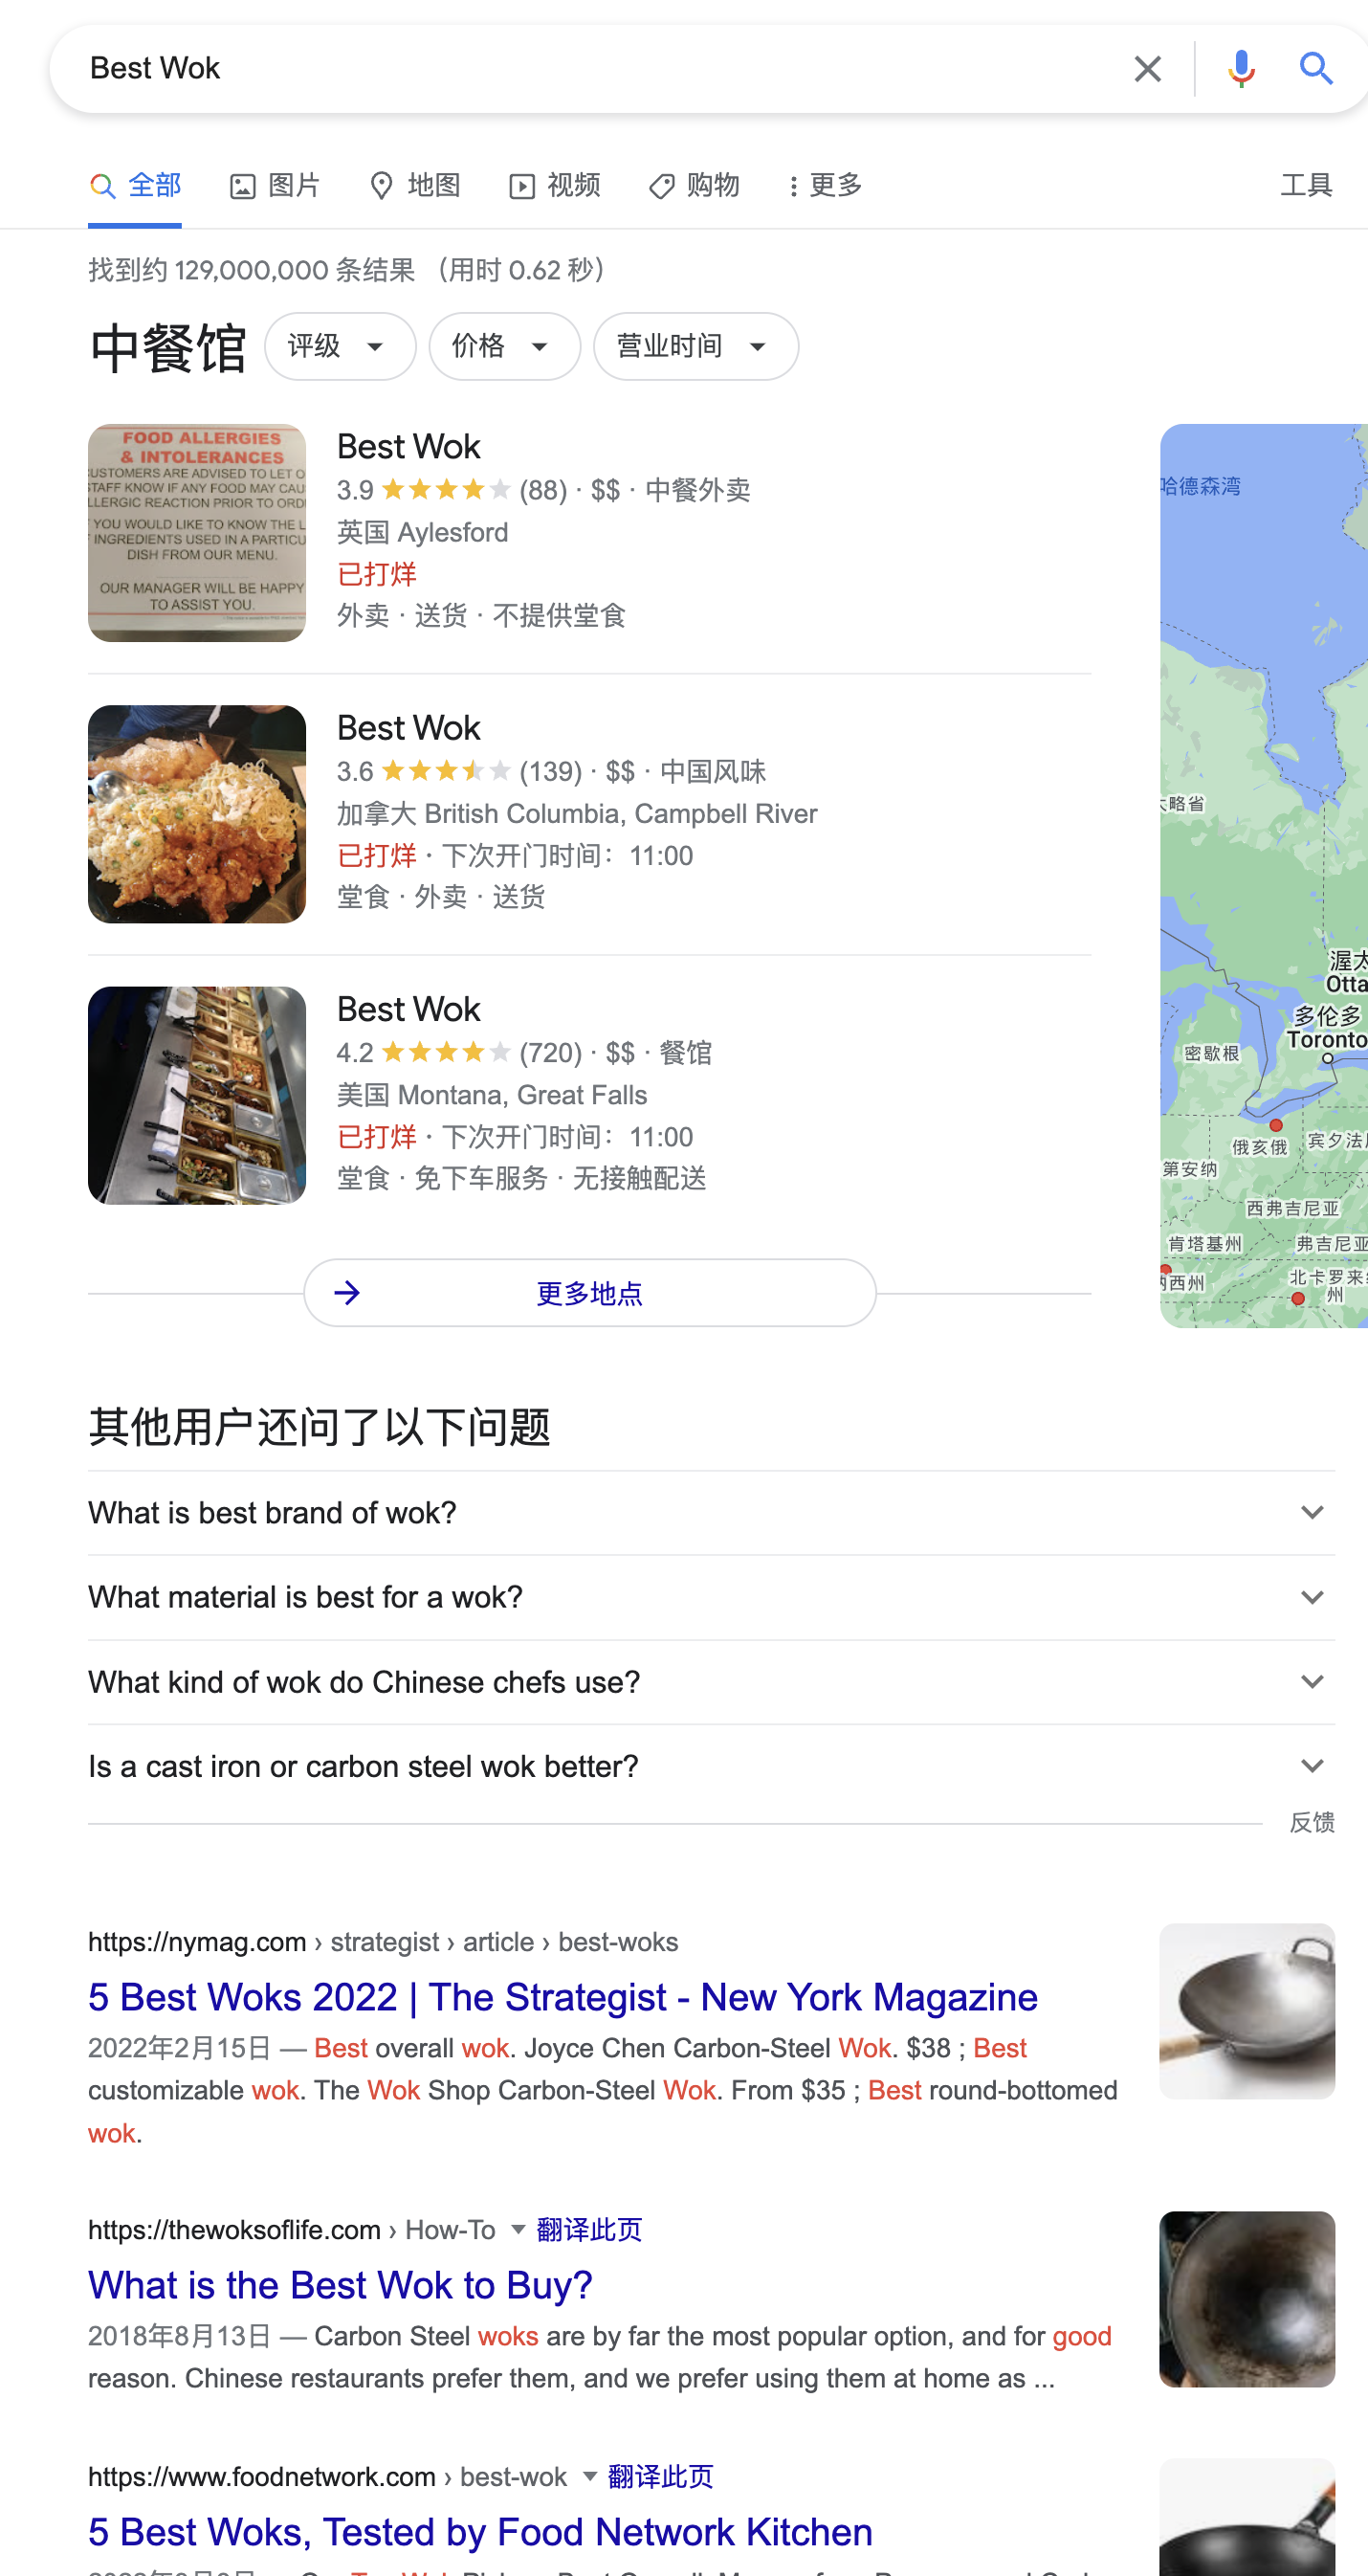 Best Wok
全部 图片 地图 视频 购物 更多 工具
找到约 129,000,000 条结果 （用时 0.62 秒）
中餐馆 评级 价格 营业时间
FOOD ALLERGIES
& INTOLERANCES
CUSTOMERS ARE ADVISED TO LET
STAFF KNOW IF ANY FOOD MAY
ALLERGIC REACTION PRIOR TO
YOU WOULD LIKE TO KNOW THE
INGREDIENTS USED IN A
DISH FROM OUR MENU.
OUR MANAGER WILL BE HAPPY
TO ASSIST YOU.
Best Wok
3.9 (88) · $$ · 中餐外卖
英国 Aylesford
已打烊
外卖 · 送货 · 不提供堂食
Best Wok
3.6 (139) · $$ · 中国风味
加拿大 British Columbia, Campbell River
已打烊 · 下次开门时间：11:00
堂食 · 外卖 · 送货
Best Wok
4.2 (720) · $$ · 餐馆
美国 Montana, Great Falls
已打烊 · 下次开门时间：11:00
堂食 · 免下车服务 · 无接触配送
更多地点
哈德森湾
略省
渥太
Otta
多伦多
Toronto
密歇根
俄亥俄
宾夕法
第安纳
西弗吉尼亚
肯塔基州
弗吉尼亚
纳西州
北卡罗来
州
其他用户还问了以下问题
What is best brand of wok?
What material is best for a wok?
What kind of wok do Chinese chefs use?
Is a cast iron or carbon steel wok better?
反馈
https://nymag.com › strategist › article › best-woks
5 Best Woks 2022 | The Strategist - New York Magazine
2022年2月15日 — Best overall wok. Joyce Chen Carbon-Steel Wok. $38 ; Best
customizable wok. The Wok Shop Carbon-Steel Wok. From $35 ; Best round-bottomed
wok.
https://thewoksoflife.com › How-To 翻译此页
What is the Best Wok to Buy?
2018年8月13日 — Carbon Steel woks are by far the most popular option, and for good
reason. Chinese restaurants prefer them, and we prefer using them at home as ...
https://www.foodnetwork.com › best-wok 翻译此页
5 Best Woks, Tested by Food Network Kitchen